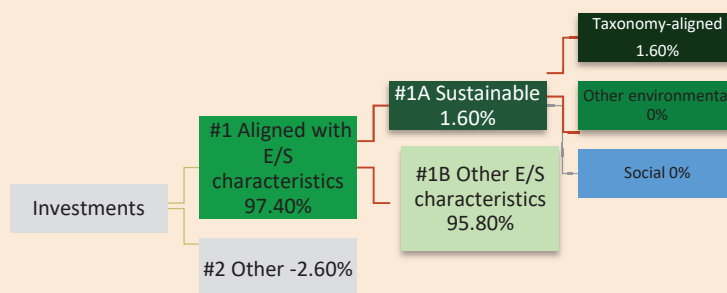 Taxonomy-aligned
1.60%
#1A Sustainable
1.60%
Other environmenta
0%
#1 Aligned with
E/S
characteristics
97.40%
#1B Other E/S
characteristics
95.80%
Social 0%
Investments
#2 Other -2.60%